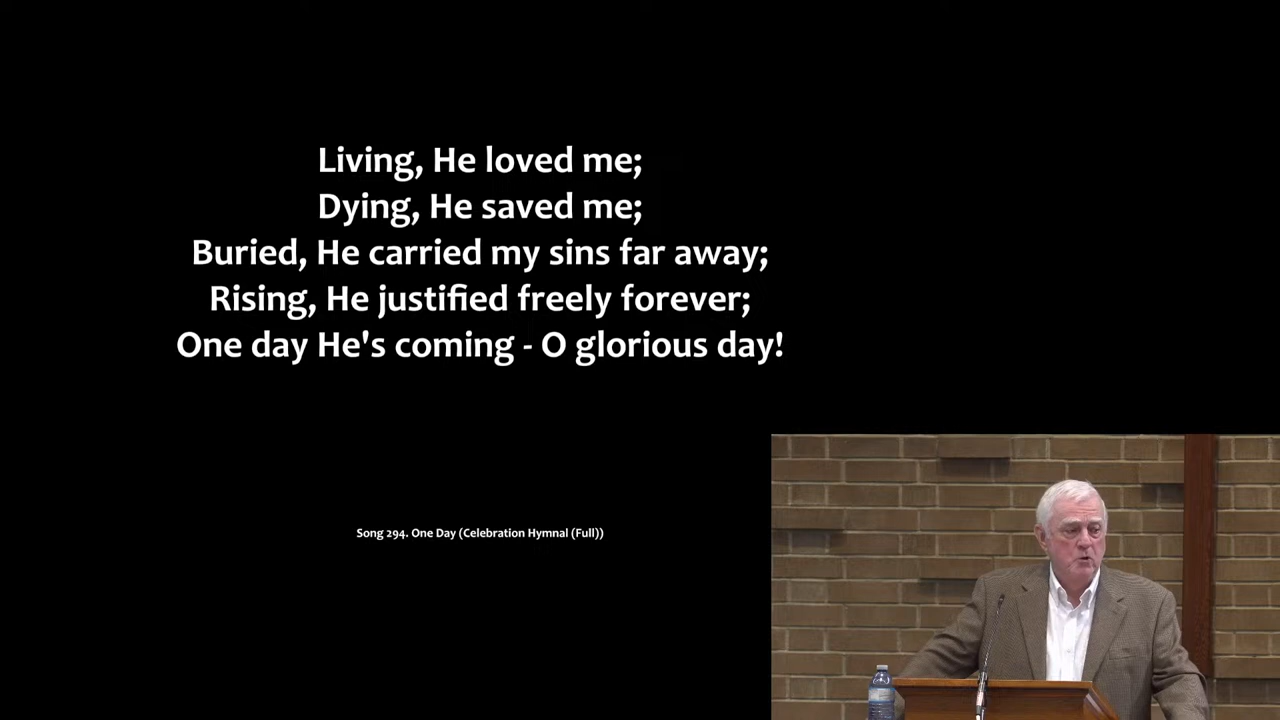 Living, He loved me;
Dying, He saved me;
Buried, He carried my sins far away;
Rising, He justified freely forever;
One day He's coming - O glorious day!
Song 294. One Day (Celebration Hymnal (Full))